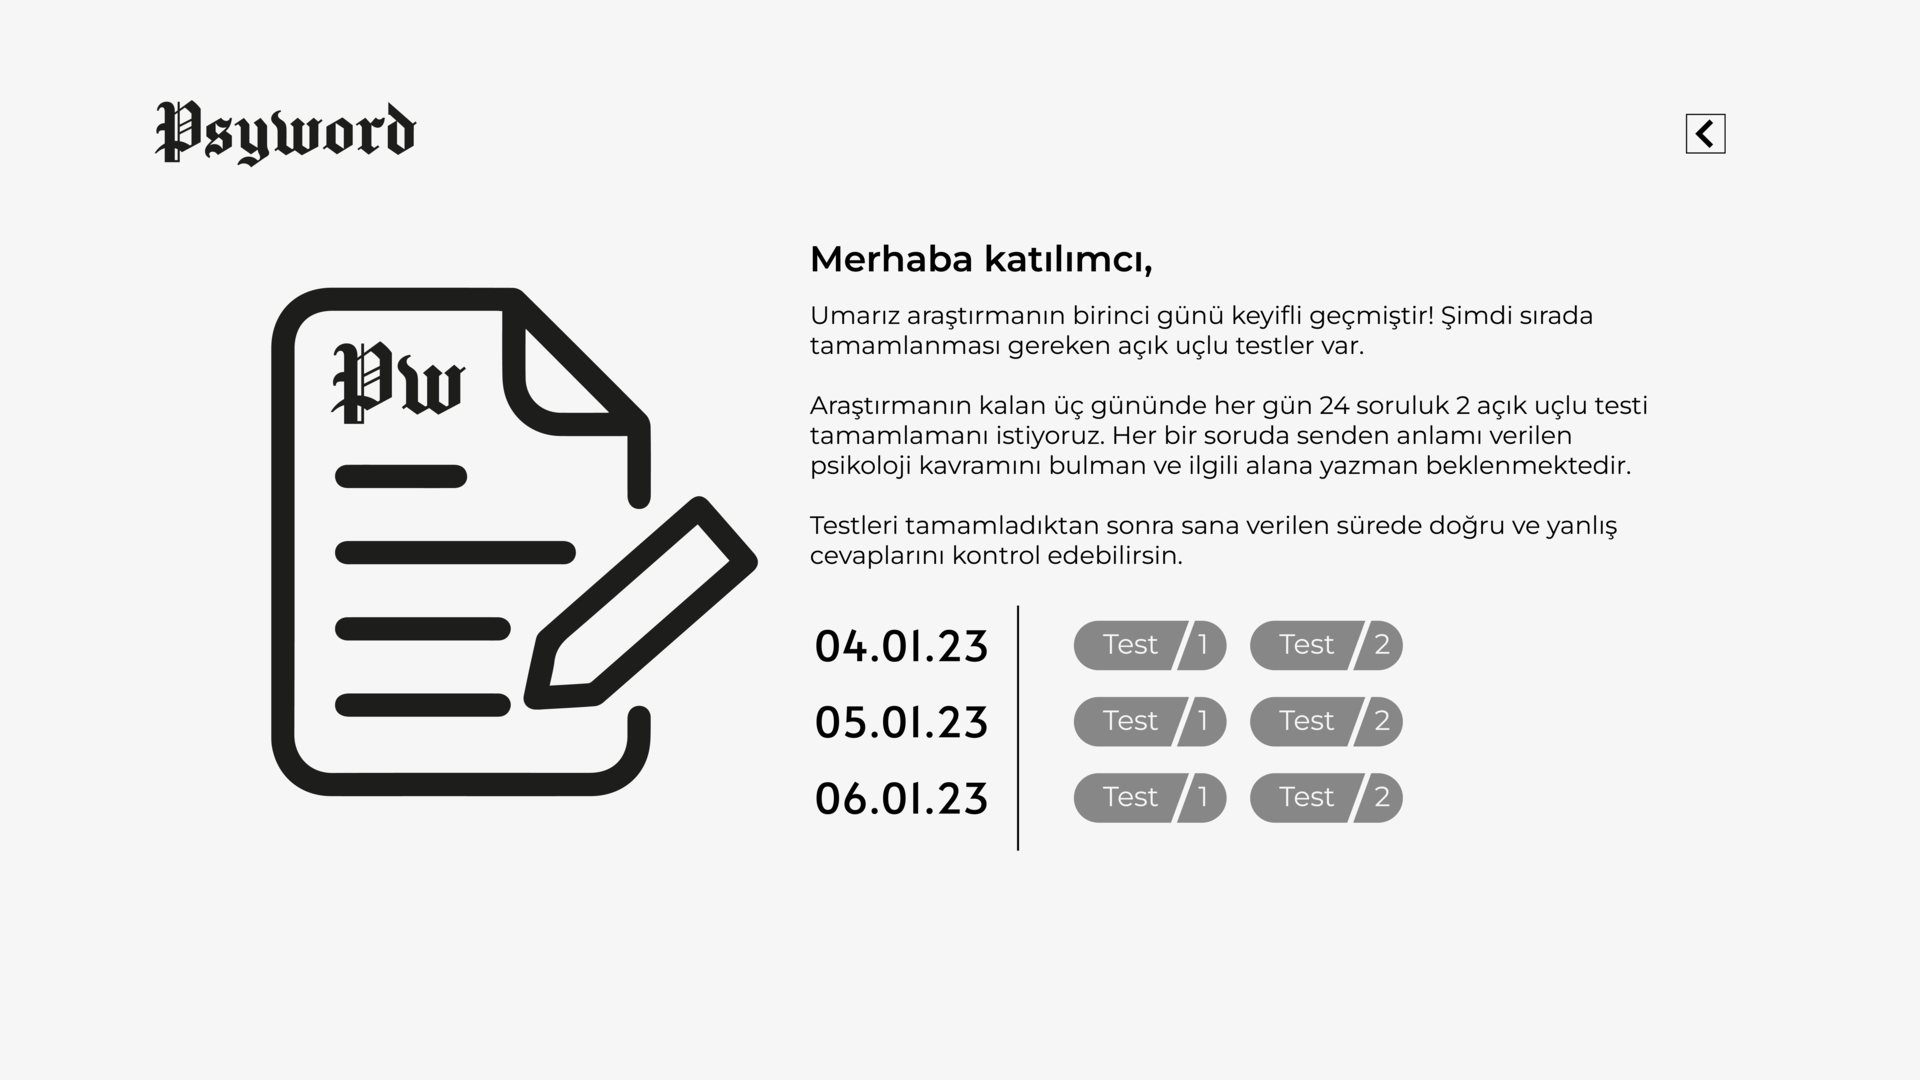 Psyword
Pw
Merhaba katılımcı,
Umarız araştırmanın birinci günü keyifli geçmiştir! Şimdi sırada
tamamlanması gereken açık uçlu testler var.
Araştırmanın kalan üç gününde her gün 24 soruluk 2 açık uçlu testi
tamamlamanı istiyoruz. Her bir soruda senden anlamı verilen
psikoloji kavramını bulman ve ilgili alana yazman beklenmektedir.
Testleri tamamladıktan sonra sana verilen sürede doğru ve yanlış
cevaplarını kontrol edebilirsin.
04.01.23 Test / 1 Test / 2
05.01.23 Test / 1 Test / 2
06.01.23 Test / 1 Test / 2